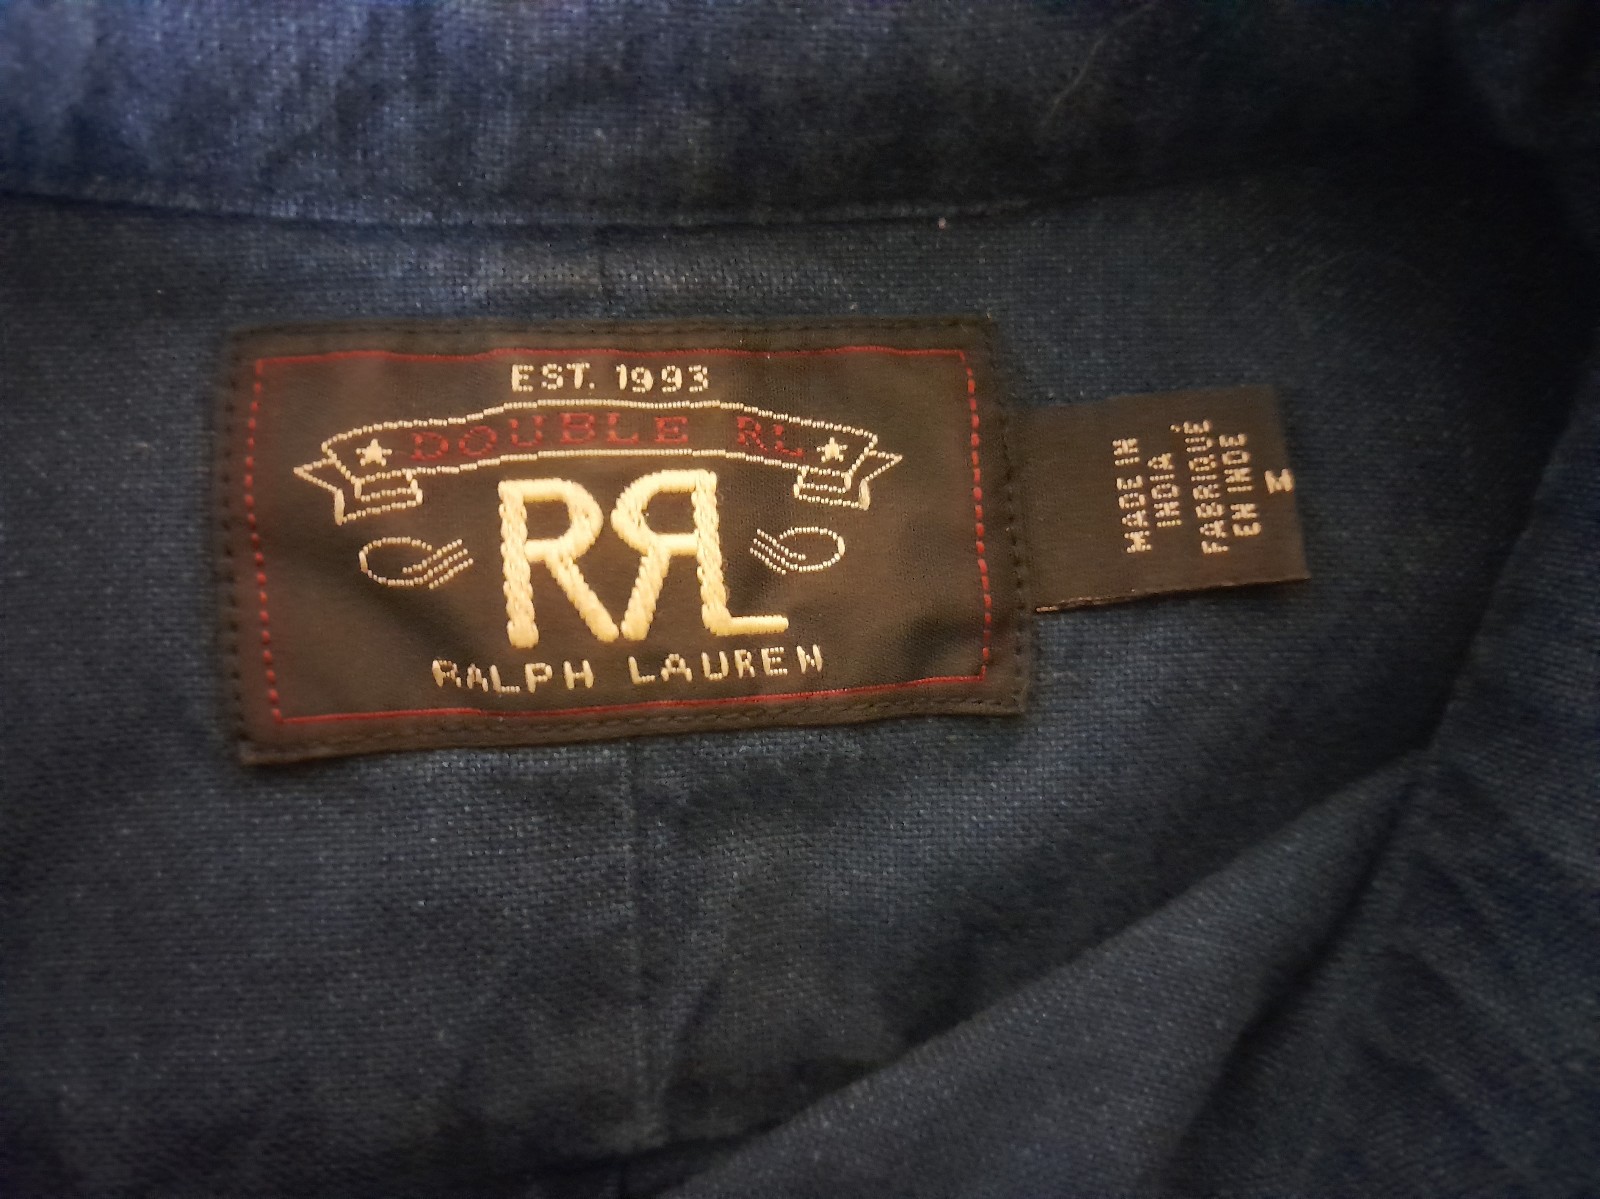 EST. 1993
DOUBLE RL
RRL
RALPH LAUREN
MADE IN
INDIA
FABRIQUÉ
EN INDE
M